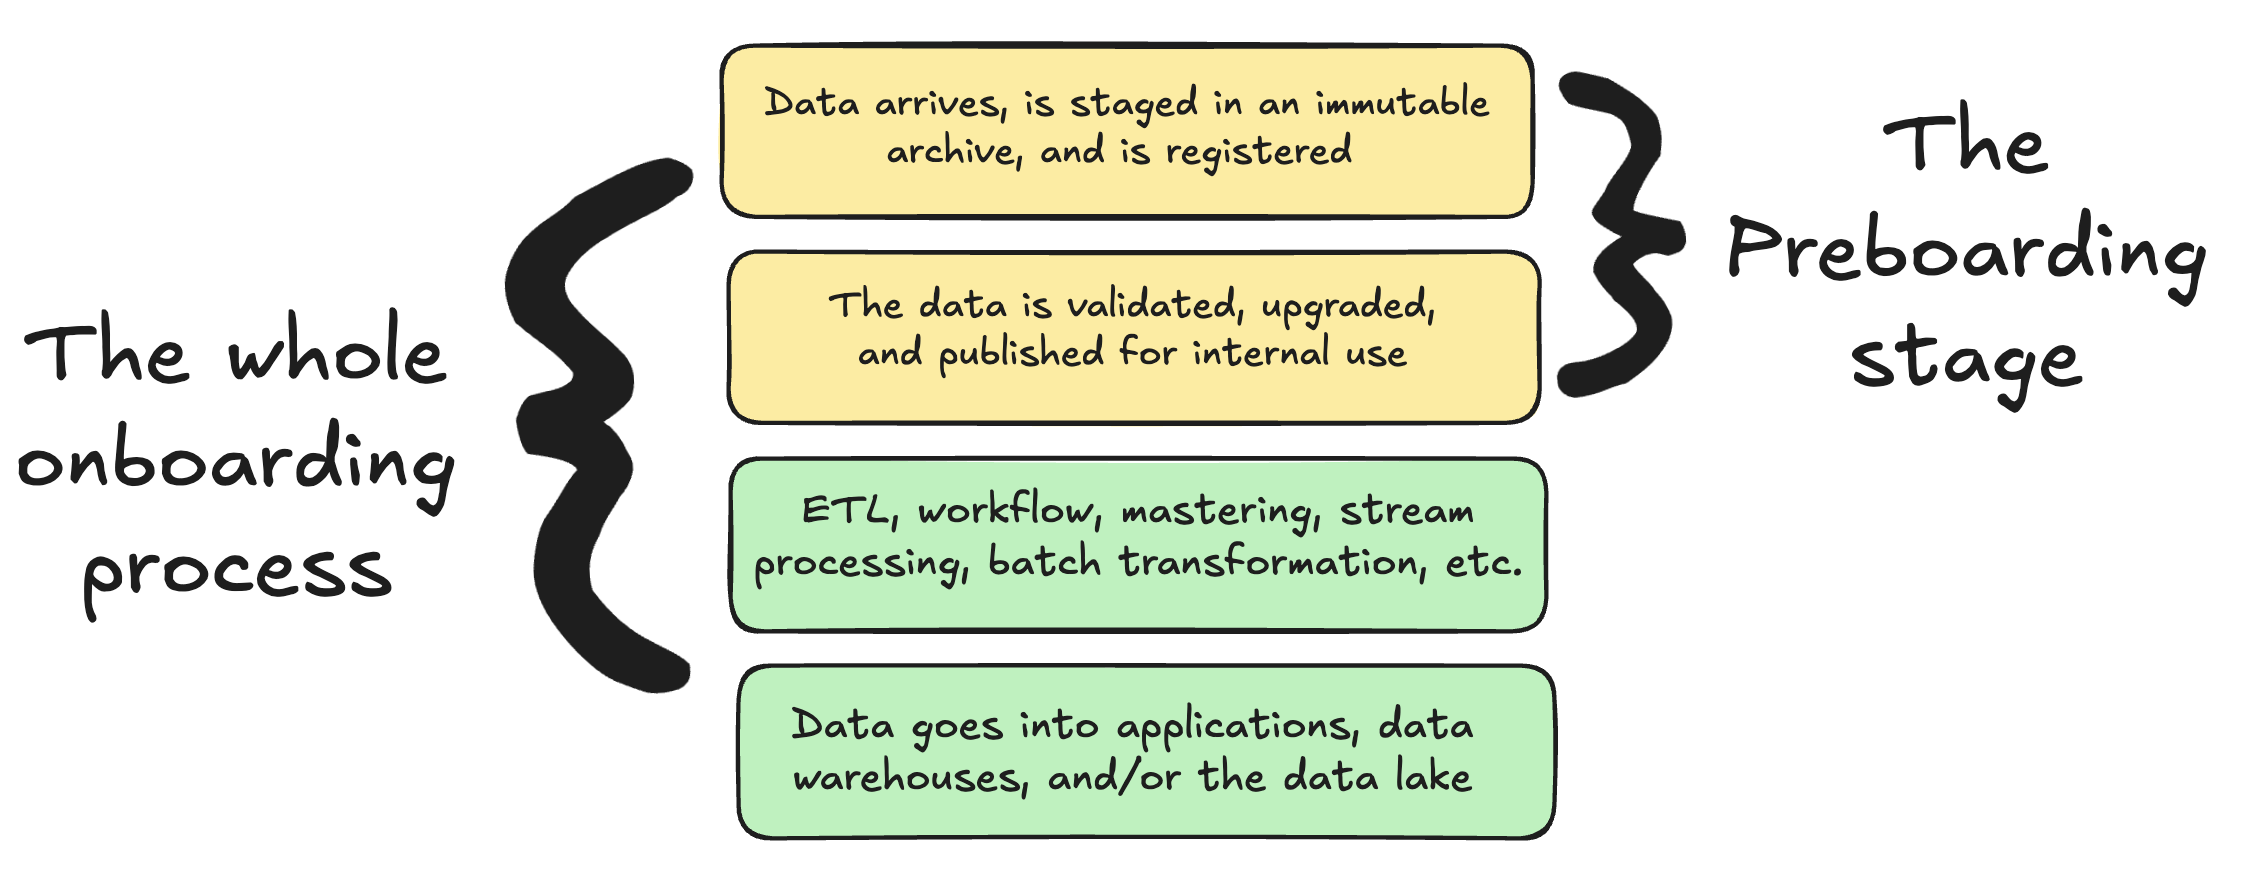 The whole
onboarding
process
Data arrives, is staged in an immutable
archive, and is registered
The data is validated, upgraded,
and published for internal use
ETL, workflow, mastering, stream
processing, batch transformation, etc.
Data goes into applications, data
warehouses, and/or the data lake
The
Preboarding
stage